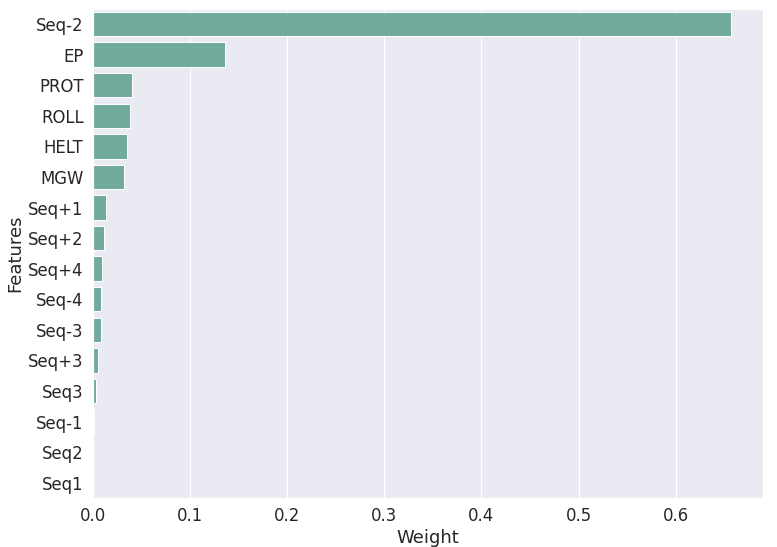 Features
Seq-2
EP
PROT
ROLL
HELT
MGW
Seq+1
Seq+2
Seq+4
Seq-4
Seq-3
Seq+3
Seq3
Seq-1
Seq2
Seq1
0.0 0.1 0.2 0.3 0.4 0.5 0.6
Weight